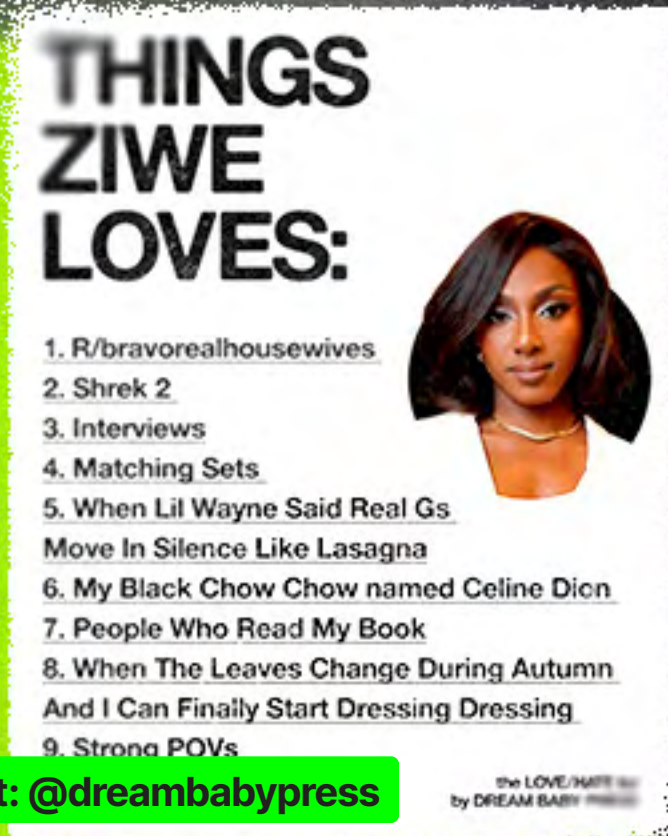 THINGS
ZIWE
LOVES:
1. R/bravorealhousewives
2. Shrek 2
3. Interviews
4. Matching Sets
5. When Lil Wayne Said Real Gs
Move In Silence Like Lasagna
6. My Black Chow Chow named Celine Dion
7. People Who Read My Book
8. When The Leaves Change During Autumn
And I Can Finally Start Dressing Dressing
9. Strong POVs
t: @dreambabypress
the LOVE/HATE
by DREAM BABY PRESS